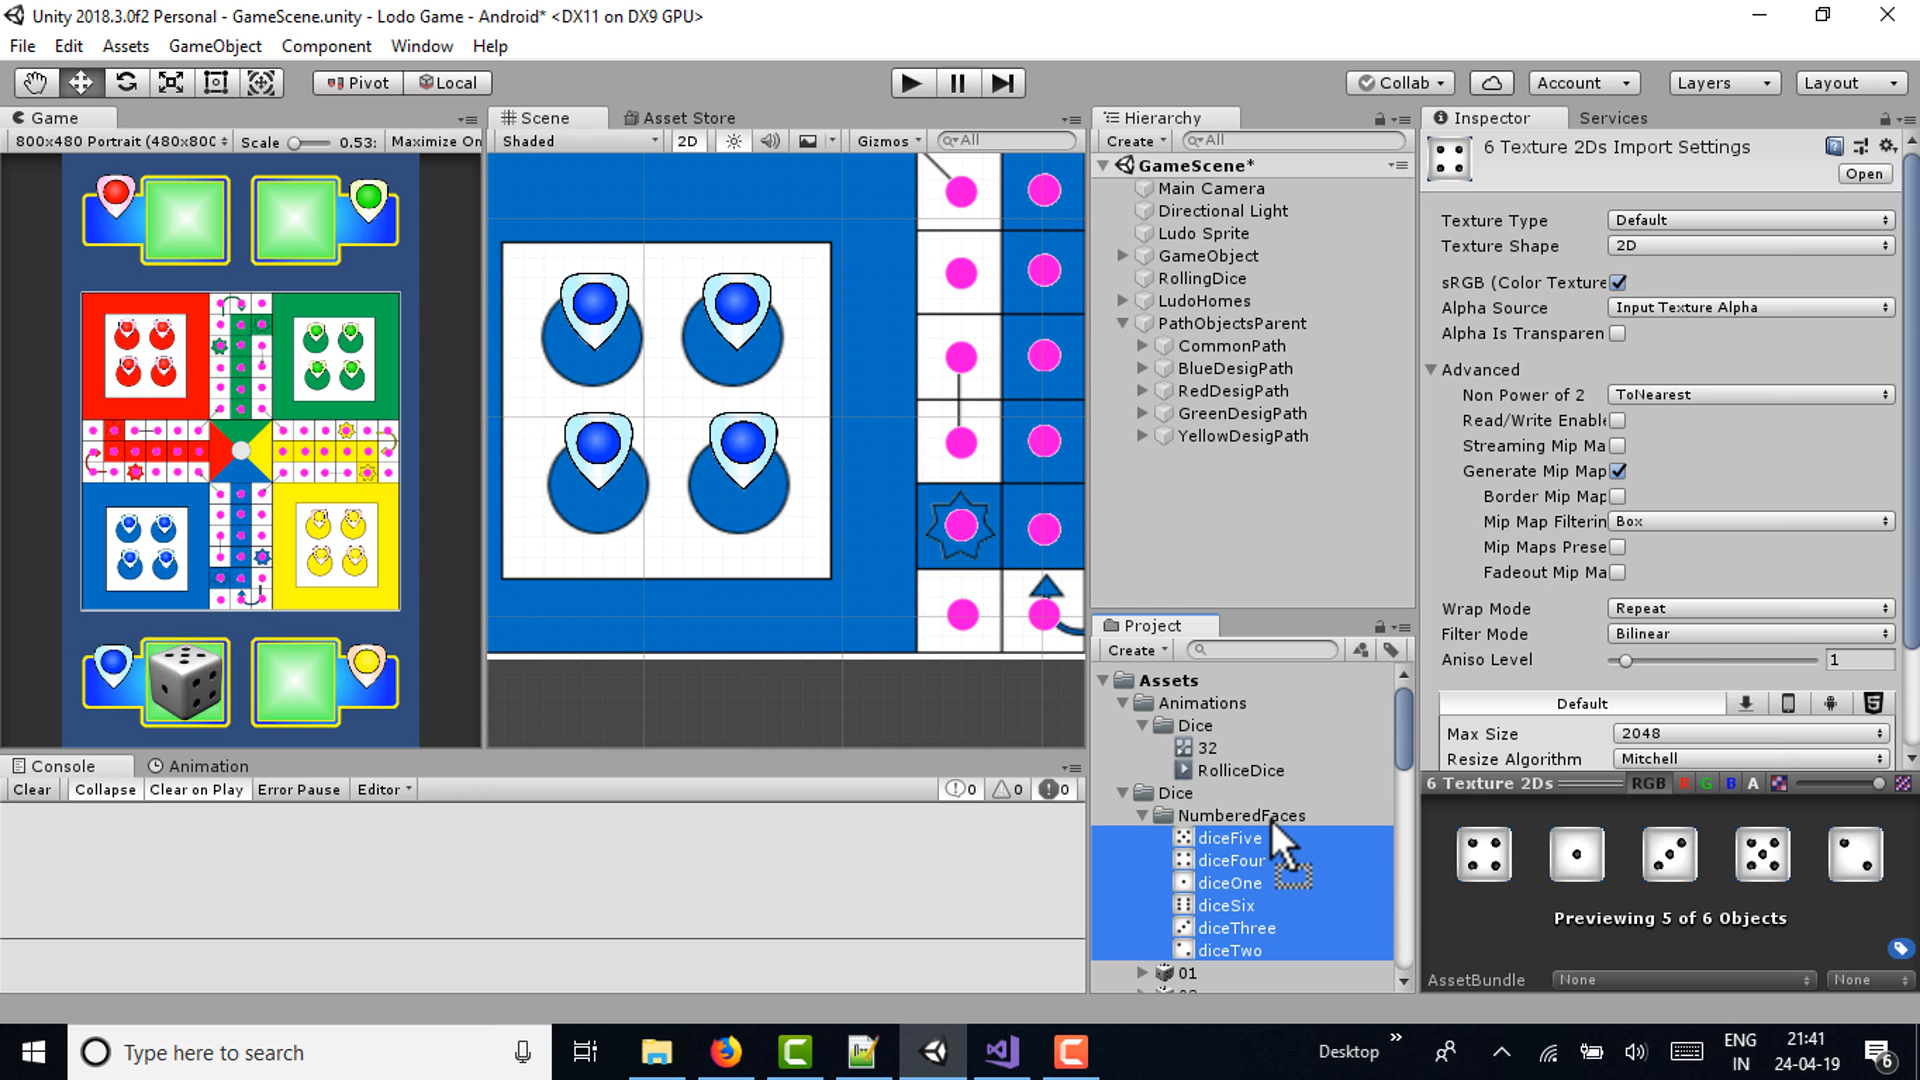 Unity 2018.3.0f2 Personal - GameScene.unity - Lodo Game - Android* <DX11 on DX9 GPU>
File Edit Assets GameObject Component Window Help
Pivot Local Collab Account Layers Layout
Game Scene Asset Store Hierarchy Inspector Services
800x480 Portrait (480x80C Scale 0.53: Maximize On Shaded 2D Gizmos All Create All
6 Texture 2Ds Import Settings
Open
GameScene*
Main Camera
Directional Light
Ludo Sprite
GameObject
RollingDice
LudoHomes
PathObjectsParent
CommonPath
BlueDesigPath
RedDesigPath
GreenDesigPath
YellowDesigPath
Texture Type Default
Texture Shape 2D
sRGB (Color Texture
Alpha Source Input Texture Alpha
Alpha Is Transparen
Advanced
Non Power of 2 ToNearest
Read/Write Enable
Streaming Mip Ma
Generate Mip Map
Border Mip Map
Mip Map Filterin Box
Mip Maps Prese
Fadeout Mip Ma
Wrap Mode Repeat
Filter Mode Bilinear
Aniso Level 1
Default
Max Size 2048
Resize Algorithm Mitchell
Project
Create
Assets
Animations
Dice
32
RolliceDice
Dice
NumberedFaces
diceFive
diceFour
diceOne
diceSix
diceThree
diceTwo
01
6 Texture 2Ds RGB R G B A
Previewing 5 of 6 Objects
AssetBundle None None
Console Animation
Clear Collapse Clear on Play Error Pause Editor 0 0 0
Type here to search
Desktop
ENG
IN
21:41
24-04-19
6